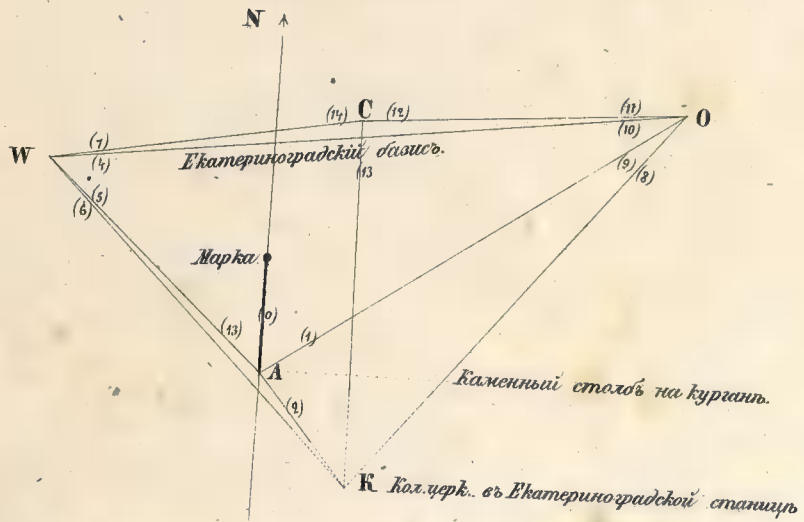 N
(14) C (12) (11) O
(7) (10)
W (4) Екатериноградскій базисъ.
(13 (9) (8)
(6) (5)
Марка
(13) (0) (1)
A Каменный столбъ на курганѣ.
(2)
K Кол.церк. въ Екатериноградской станицѣ